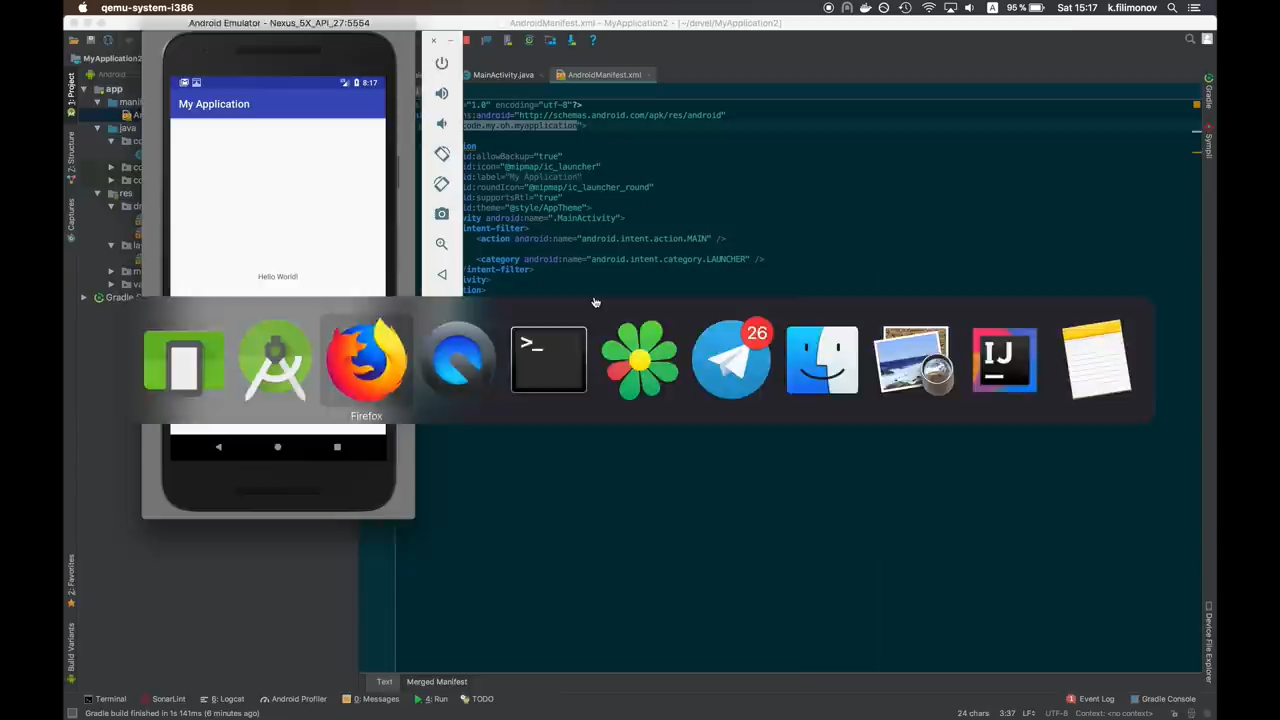 qemu-system-i386
A
95 %
Sat 15:17
k.filimonov
Android Emulator - Nexus_5X_API_27:5554
AndroidManifest.xml - MyApplication2 - [~/devel/MyApplication2]
MyApplication2
MainActivity.java
AndroidManifest.xml
Android
app
java
res
1: Project
Z: Structure
Captures
2: Favorites
Build Variants
Gradle
Sympli
Device File Explorer
8:17
My Application
Hello World!
="1.0" encoding="utf-8"?>
ns:android="http://schemas.android.com/apk/res/android"
code.my.oh.myapplication">
ion
id:allowBackup="true"
id:icon="@mipmap/ic_launcher"
id:label="My Application"
id:roundIcon="@mipmap/ic_launcher_round"
id:supportsRtl="true"
id:theme="@style/AppTheme">
ivity android:name=".MainActivity">
intent-filter>
<action android:name="android.intent.action.MAIN" />
<category android:name="android.intent.category.LAUNCHER" />
/intent-filter>
ivity>
ion>
>_
26
IJ
Firefox
Text
Merged Manifest
Terminal
SonarLint
6: Logcat
Android Profiler
0: Messages
4: Run
TODO
1
Event Log
Gradle Console
Gradle build finished in 1s 141ms (6 minutes ago)
24 chars
3:37
LF÷
UTF-8
Context: <no context>